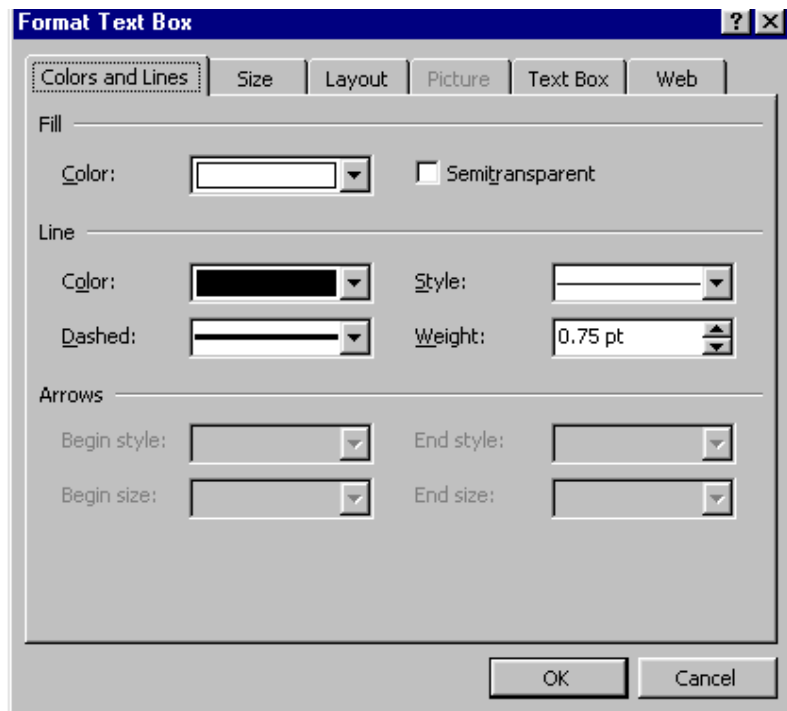 Format Text Box
Colors and Lines Size Layout Picture Text Box Web
Fill
Color: Semitransparent
Line
Color: Style:
Dashed: Weight: 0.75 pt
Arrows
Begin style: End style:
Begin size: End size:
OK Cancel